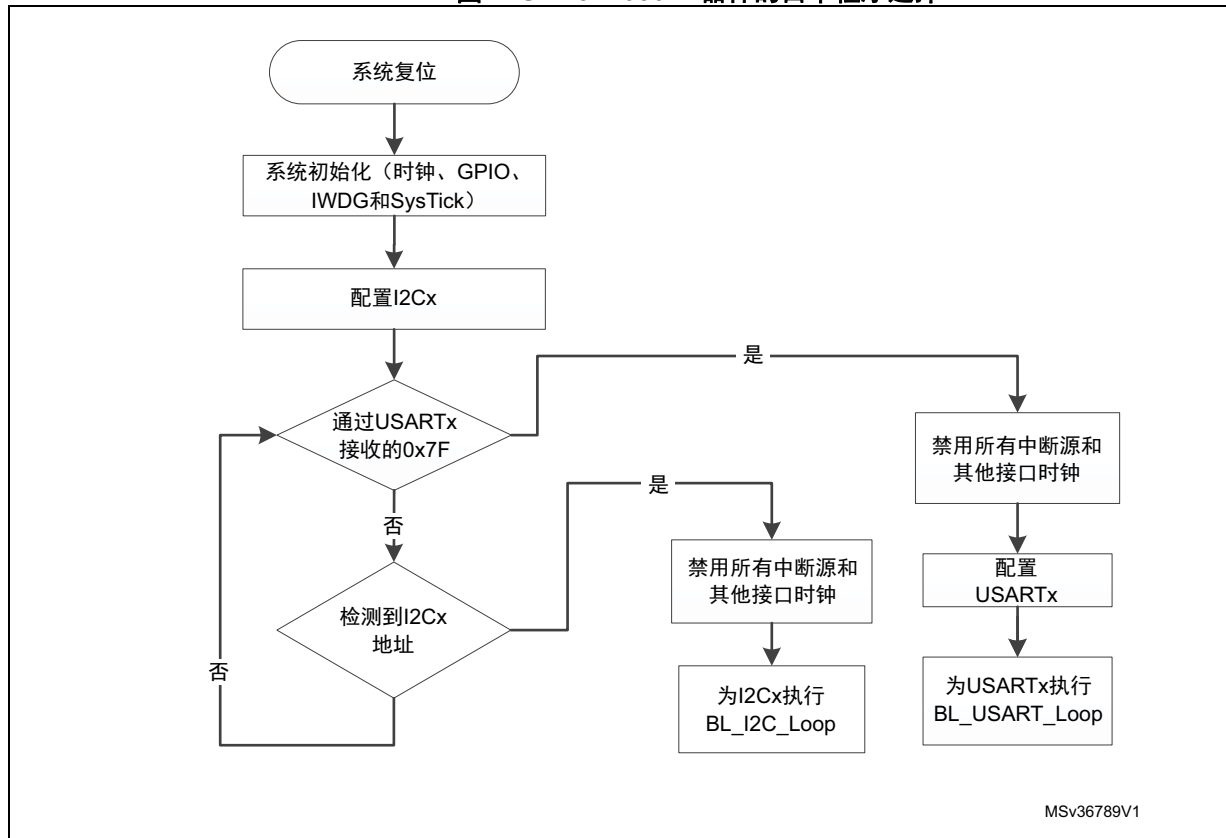 系统复位
系统初始化（时钟、GPIO、
IWDG和SysTick）
配置I2Cx
是
通过USARTx
接收的0x7F
禁用所有中断源和
其他接口时钟
是
否
禁用所有中断源和
其他接口时钟
配置
USARTx
检测到I2Cx
地址
否
为I2Cx执行
BL_I2C_Loop
为USARTx执行
BL_USART_Loop
MSv36789V1